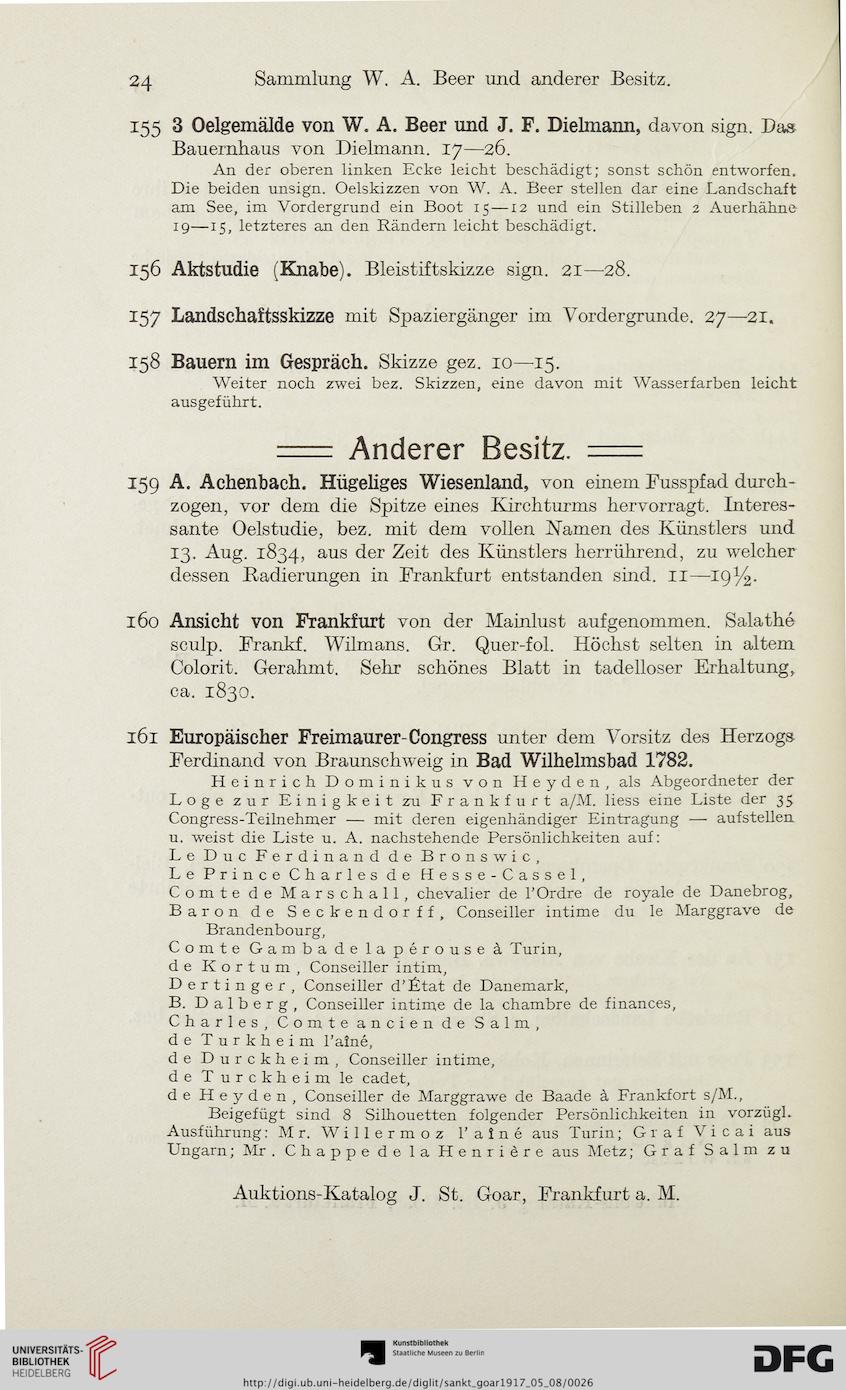 24 Sammlung W. A. Beer und anderer Besitz.
155 3 Oelgemälde von W. A. Beer und J. F. Dielmann, davon sign. Das
Bauernhaus von Dielmann. 17—26.
An der oberen linken Ecke leicht beschädigt; sonst schön entworfen.
Die beiden unsign. Oelskizzen von W. A. Beer stellen dar eine Landschaft
am See, im Vordergrund ein Boot 15—12 und ein Stilleben 2 Auerhähne
19—15, letzteres an den Rändern leicht beschädigt.
156 Aktstudie (Knabe). Bleistiftskizze sign. 21—28.
157 Landschaftsskizze mit Spaziergänger im Vordergrunde. 27—21.
158 Bauern im Gespräch. Skizze gez. 10—15.
Weiter noch zwei bez. Skizzen, eine davon mit Wasserfarben leicht
ausgeführt.
Anderer Besitz.
159 A. Achenbach. Hügeliges Wiesenland, von einem Fusspfad durch-
zogen, vor dem die Spitze eines Kirchturms hervorragt. Interes-
sante Oelstudie, bez. mit dem vollen Namen des Künstlers und
13. Aug. 1834, aus der Zeit des Künstlers herrührend, zu welcher
dessen Radierungen in Frankfurt entstanden sind. 11—19½.
160 Ansicht von Frankfurt von der Mainlust aufgenommen. Salathé
sculp. Frankf. Wilmans. Gr. Quer-fol. Höchst selten in altem
Colorit. Gerahmt. Sehr schönes Blatt in tadelloser Erhaltung,
ca. 1830.
161 Europäischer Freimaurer-Congress unter dem Vorsitz des Herzogs
Ferdinand von Braunschweig in Bad Wilhelmsbad 1782.
Heinrich Dominikus von Heyden, als Abgeordneter der
Loge zur Einigkeit zu Frankfurt a/M. liess eine Liste der 35
Congress-Teilnehmer — mit deren eigenhändiger Eintragung — aufstellen
u. weist die Liste u. A. nachstehende Persönlichkeiten auf:
Le Duc Ferdinand de Bronswic,
Le Prince Charles de Hesse-Cassel,
Comte de Marschall, chevalier de l'Ordre de royale de Danebrog,
Baron de Seckendorff, Conseiller intime du le Marggrave de
Brandenbourg,
Comte Gamba de la pérouse à Turin,
de Kortum, Conseiller intim,
Dertinger, Conseiller d'État de Danemark,
B. Dalberg, Conseiller intime de la chambre de finances,
Charles, Comte ancien de Salm,
de Turkheim l'aîné,
de Durckheim, Conseiller intime,
de Turckheim le cadet,
de Heyden, Conseiller de Marggrawe de Baade à Frankfort s/M.,
Beigefügt sind 8 Silhouetten folgender Persönlichkeiten in vorzügl.
Ausführung: Mr. Willermoz l'aîné aus Turin; Graf Vicai aus
Ungarn; Mr. Chappe de la Henrière aus Metz; Graf Salm zu
Auktions-Katalog J. St. Goar, Frankfurt a. M.
UNIVERSITÄTS-
BIBLIOTHEK
HEIDELBERG
Kunstbibliothek
Staatliche Museen zu Berlin
DFG
http://digi.ub.uni-heidelberg.de/diglit/sankt_goar1917_05_08/0026